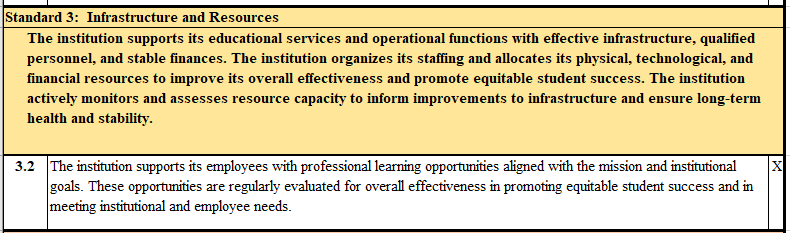 Standard 3:  Infrastructure and Resources
The institution supports its educational services and operational functions with effective infrastructure, qualified
personnel, and stable finances. The institution organizes its staffing and allocates its physical, technological, and
financial resources to improve its overall effectiveness and promote equitable student success. The institution
actively monitors and assesses resource capacity to inform improvements to infrastructure and ensure long-term
health and stability.
3.2 The institution supports its employees with professional learning opportunities aligned with the mission and institutional X
goals. These opportunities are regularly evaluated for overall effectiveness in promoting equitable student success and in
meeting institutional and employee needs.